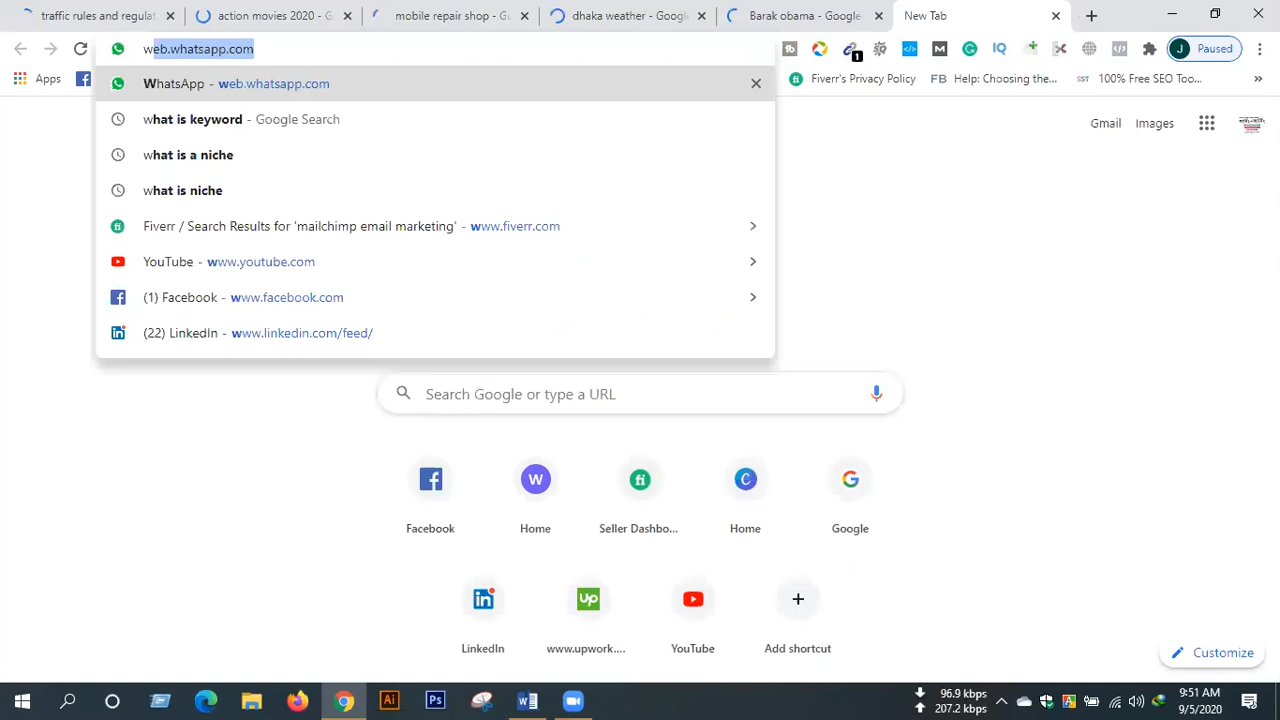 traffic rules and regulat
action movies 2020 - G
mobile repair shop - Gu
dhaka weather - Google
Barak obama - Google
New Tab
web.whatsapp.com
1
J Paused
Apps
Fiverr's Privacy Policy
FB Help: Choosing the...
SST 100% Free SEO Too...
»
WhatsApp - web.whatsapp.com
what is keyword - Google Search
what is a niche
what is niche
Fiverr / Search Results for 'mailchimp email marketing' - www.fiverr.com
YouTube - www.youtube.com
(1) Facebook - www.facebook.com
(22) LinkedIn - www.linkedin.com/feed/
Gmail Images
Search Google or type a URL
Facebook
Home
Seller Dashbo...
Home
Google
LinkedIn
www.upwork....
YouTube
Add shortcut
Customize
96.9 kbps
207.2 kbps
9:51 AM
9/5/2020